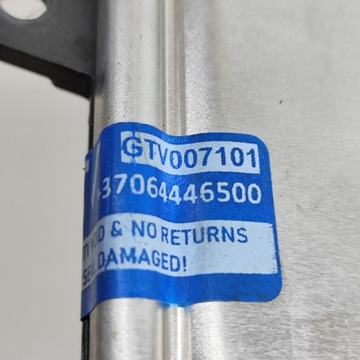 GTV007101
-37064446500
& NO RETURNS
DAMAGED!